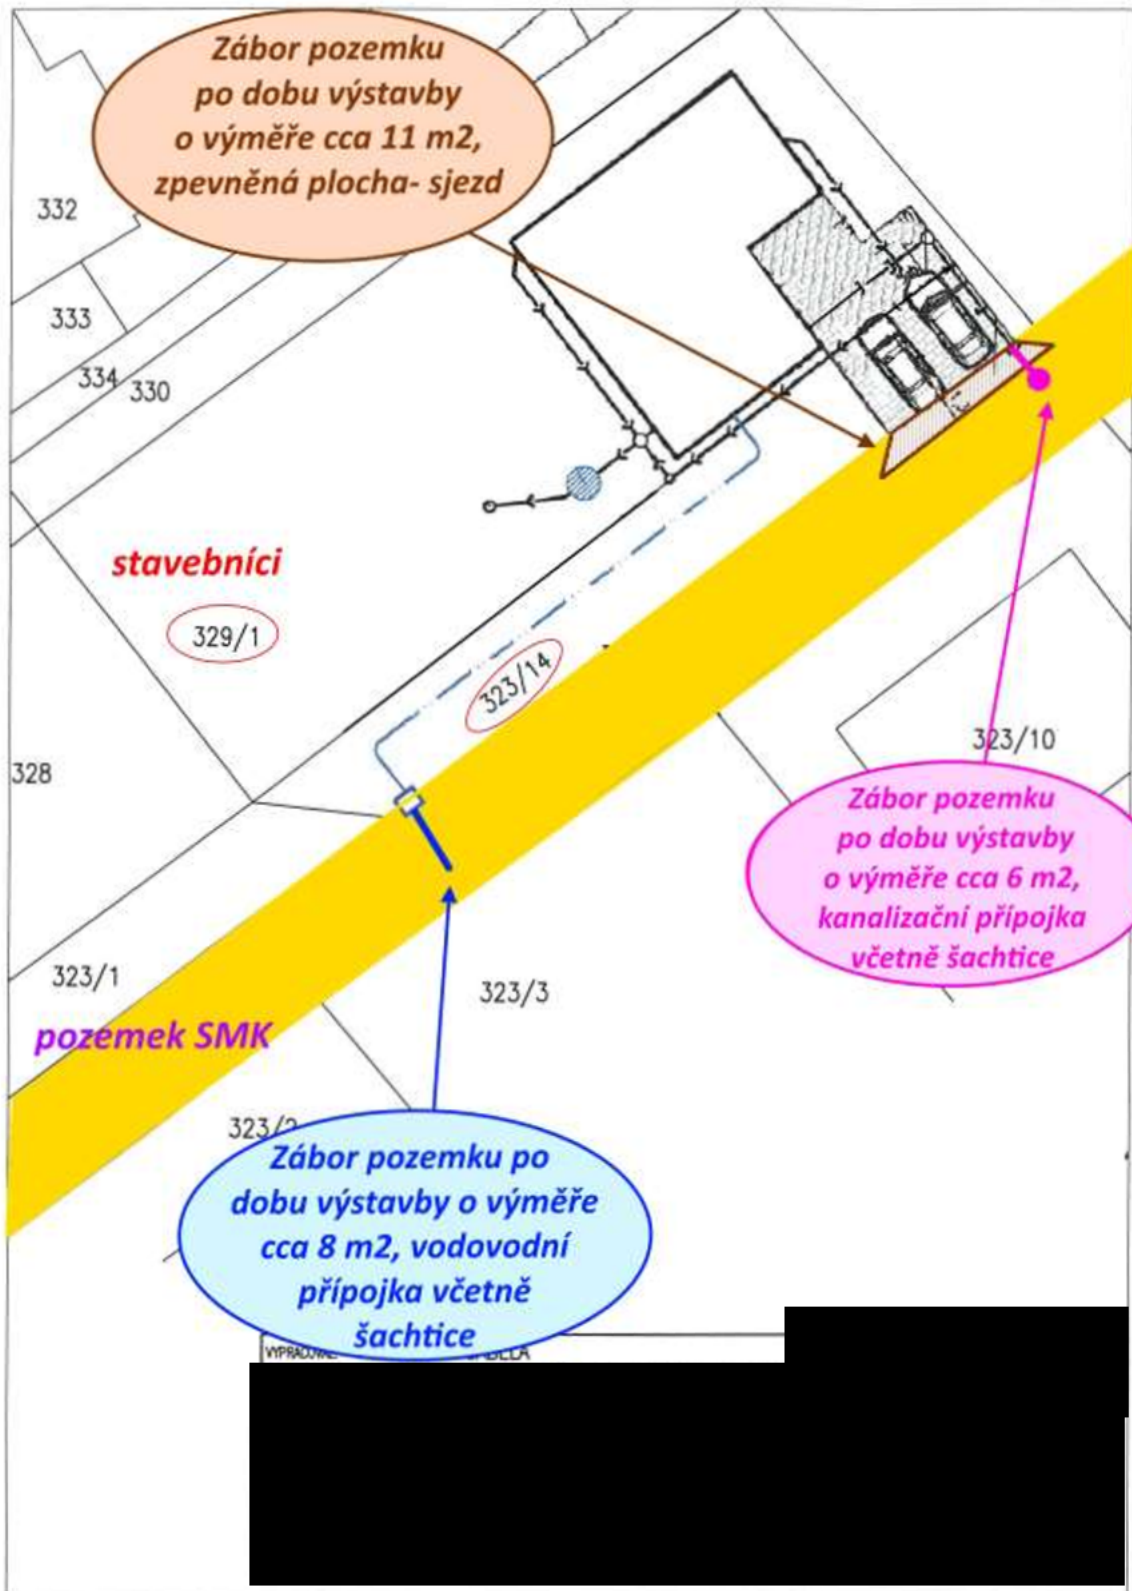 Zábor pozemku
po dobu výstavby
o výměře cca 11 m2,
zpevněná plocha- sjezd
332
333
334
330
stavebníci
329/1
323/14
328
323/10
Zábor pozemku
po dobu výstavby
o výměře cca 6 m2,
kanalizační přípojka
včetně šachtice
323/1
323/3
pozemek SMK
323/2
Zábor pozemku po
dobu výstavby o výměře
cca 8 m2, vodovodní
přípojka včetně
šachtice